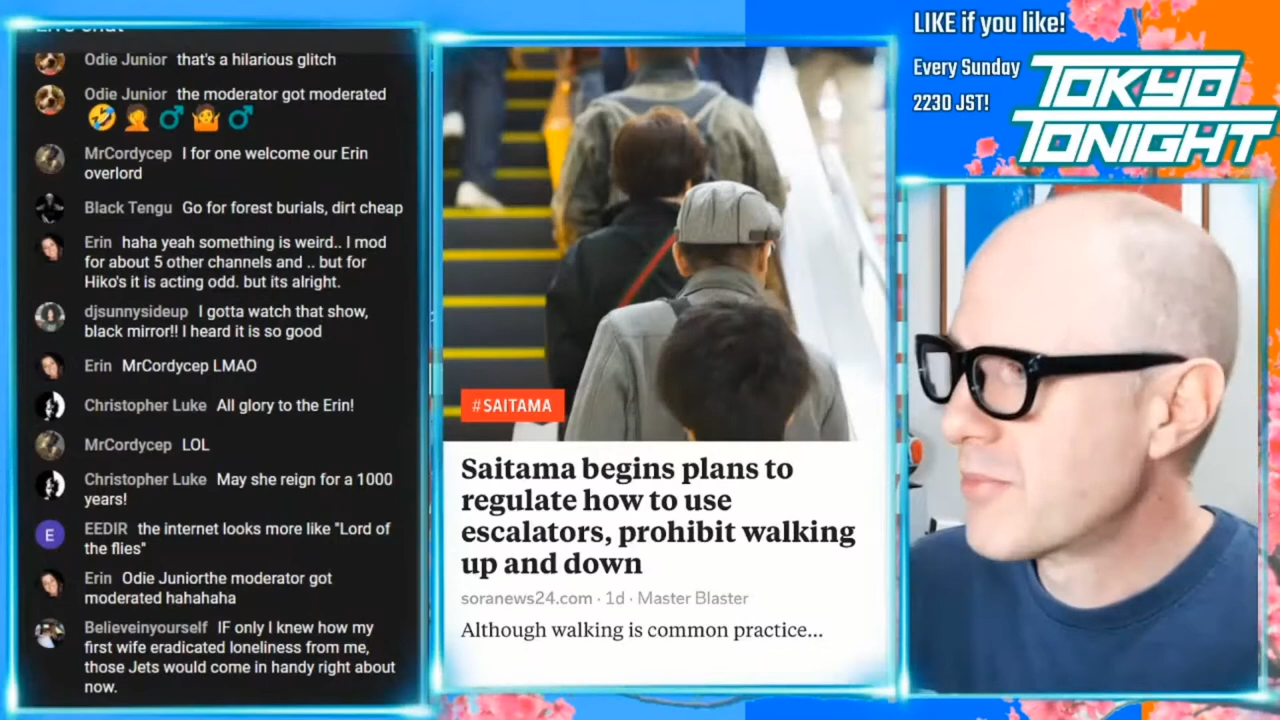 Live chat
Odie Junior that's a hilarious glitch
Odie Junior the moderator got moderated
MrCordycep I for one welcome our Erin
overlord
Black Tengu Go for forest burials, dirt cheap
Erin haha yeah something is weird.. I mod
for about 5 other channels and .. but for
Hiko's it is acting odd. but its alright.
djsunnysideup I gotta watch that show,
black mirror!! I heard it is so good
Erin MrCordycep LMAO
Christopher Luke All glory to the Erin!
MrCordycep LOL
Christopher Luke May she reign for a 1000
years!
E
EEDIR the internet looks more like "Lord of
the flies"
Erin Odie Juniorthe moderator got
moderated hahahaha
Believeinyourself IF only I knew how my
first wife eradicated loneliness from me,
those Jets would come in handy right about
now.
#SAITAMA
Saitama begins plans to
regulate how to use
escalators, prohibit walking
up and down
soranews24.com · 1d · Master Blaster
Although walking is common practice...
LIKE if you like!
Every Sunday
2230 JST!
TOKYO
TONIGHT